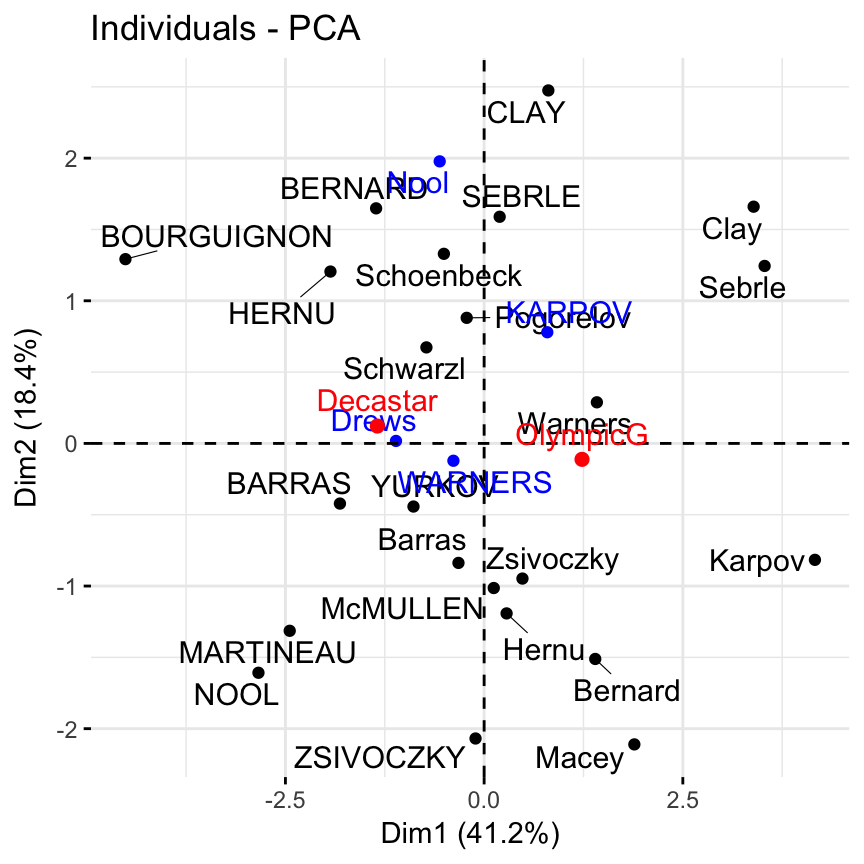 Individuals - PCA
CLAY
2
Nool
BERNARD
SEBRLE
Clay
BOURGUIGNON
Schoenbeck
Sebrle
1
HERNU
KARPOV
Pogorelov
Schwarzl
Decastar
Drews
Warners
OlympicG
0
BARRAS
YURKOV
WARNERS
Barras
Zsivoczky
Karpov
-1
McMULLEN
Hernu
MARTINEAU
NOOL
Bernard
-2
ZSIVOCZKY
Macey
-2.5
0.0
2.5
Dim1 (41.2%)
Dim2 (18.4%)